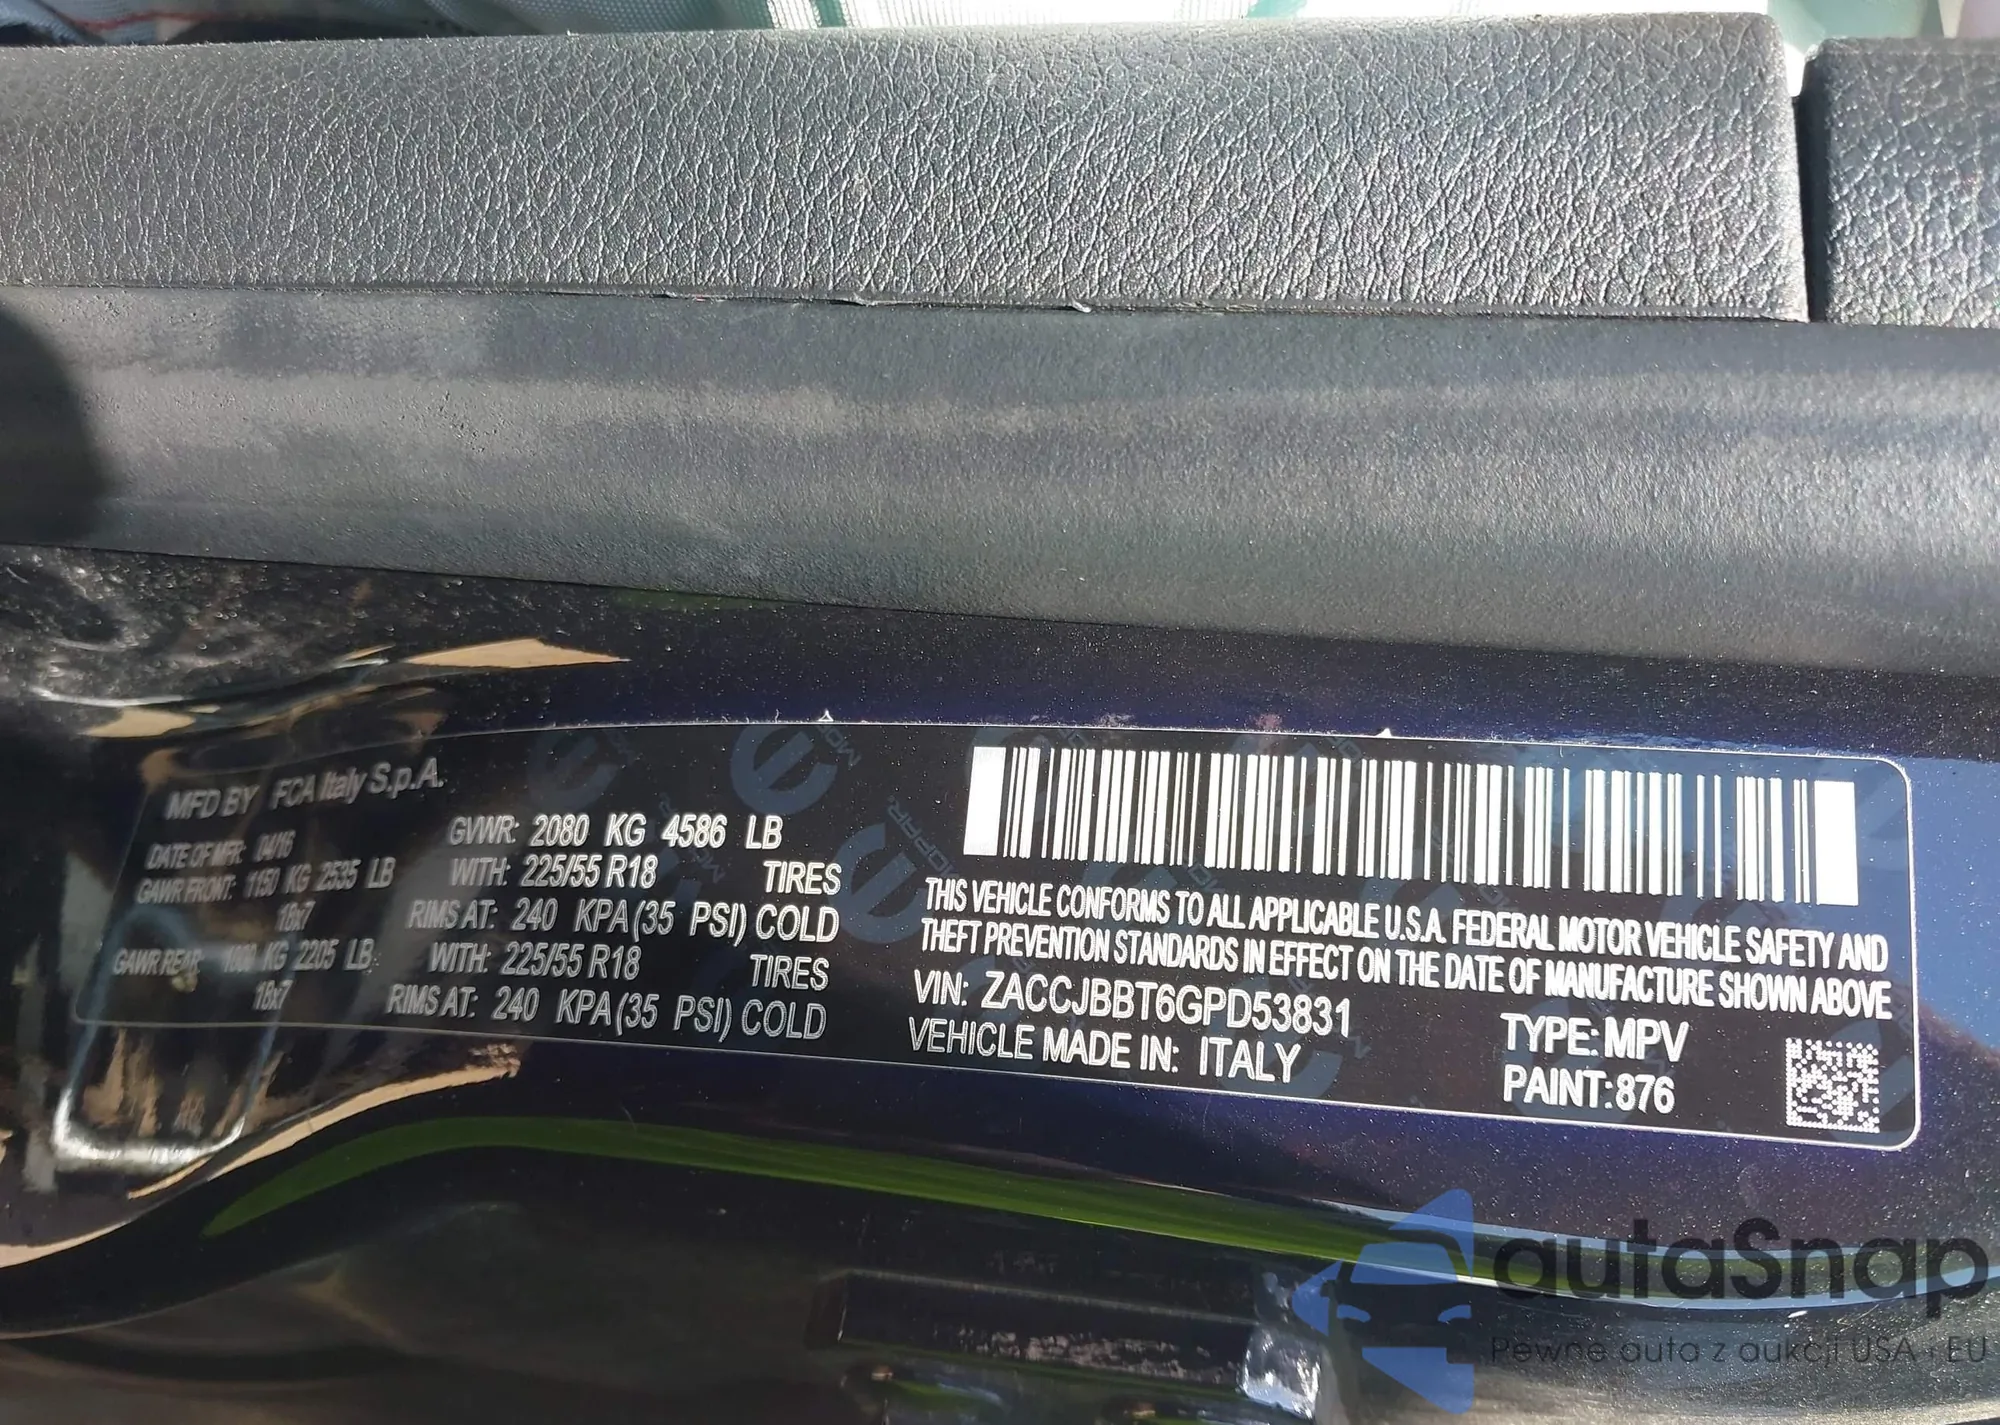 MFD BY FCA Italy S.p.A.
DATE OF MFR: 04/16
GVWR: 2080 KG 4586 LB
GAWR FRONT: 1150 KG 2535 LB
WITH: 225/55 R18 TIRES
18x7
RIMS AT: 240 KPA (35 PSI) COLD
GAWR REAR: 1000 KG 2205 LB
WITH: 225/55 R18 TIRES
18x7
RIMS AT: 240 KPA (35 PSI) COLD
THIS VEHICLE CONFORMS TO ALL APPLICABLE U.S.A. FEDERAL MOTOR VEHICLE SAFETY AND
THEFT PREVENTION STANDARDS IN EFFECT ON THE DATE OF MANUFACTURE SHOWN ABOVE
VIN: ZACCJBBT6GPD53831
VEHICLE MADE IN: ITALY
TYPE: MPV
PAINT: 876
autaSnap
Pewne auta z aukcji USA i EU